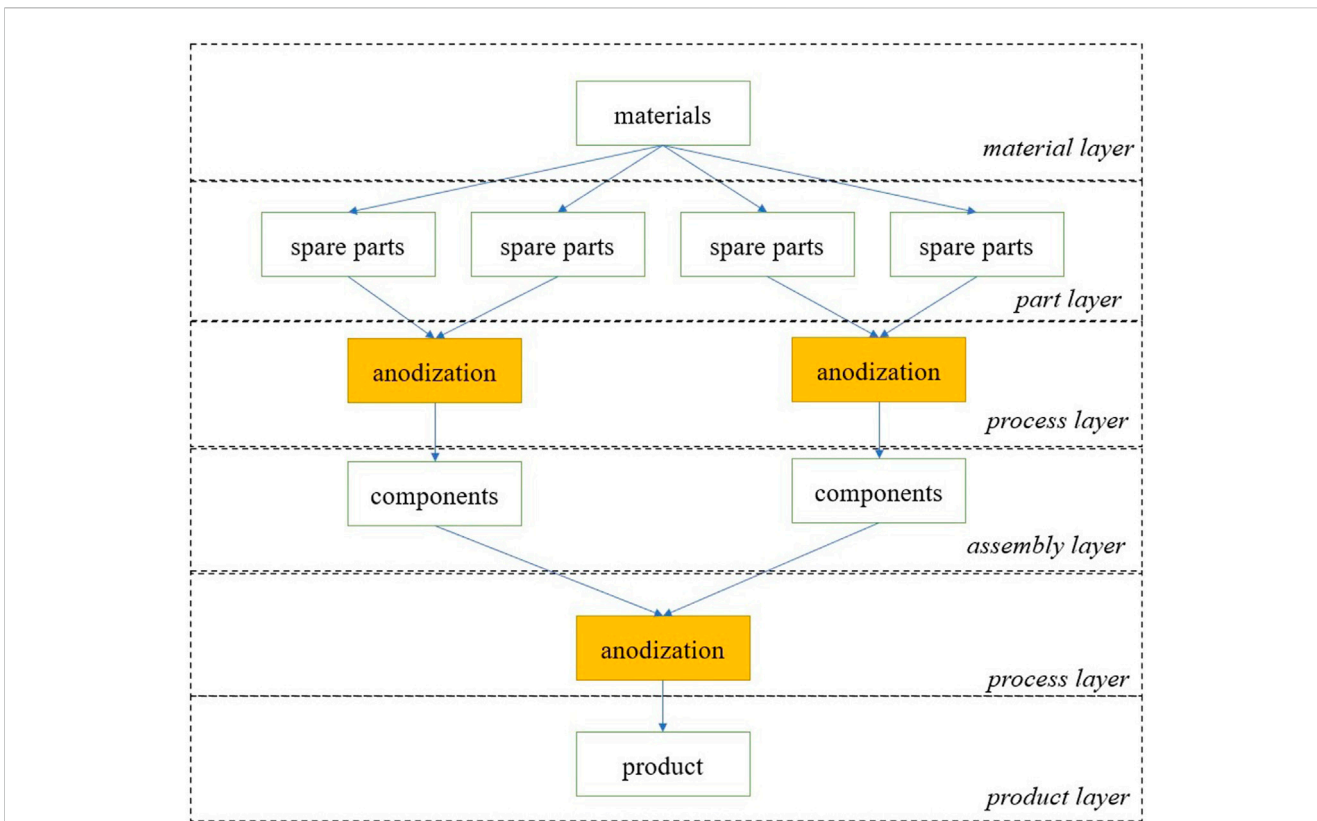 materials
material layer
spare parts
spare parts
spare parts
spare parts
part layer
anodization
anodization
process layer
components
components
assembly layer
anodization
process layer
product
product layer